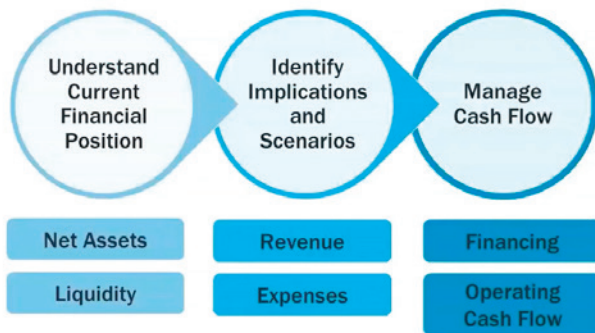 Understand
Current
Financial
Position
Identify
Implications
and
Scenarios
Manage
Cash Flow
Net Assets
Revenue
Financing
Liquidity
Expenses
Operating
Cash Flow